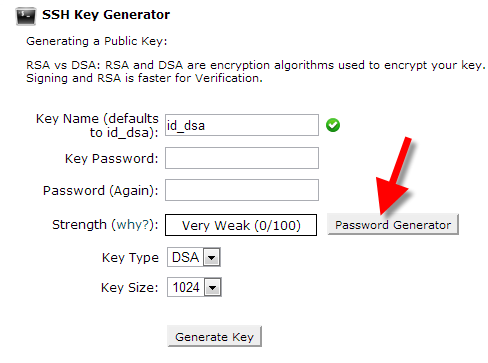 SSH Key Generator
Generating a Public Key:
RSA vs DSA: RSA and DSA are encryption algorithms used to encrypt your key.
Signing and RSA is faster for Verification.
Key Name (defaults
to id_dsa):
id_dsa
Key Password:
Password (Again):
Strength (why?): Very Weak (0/100) Password Generator
Key Type DSA
Key Size: 1024
Generate Key